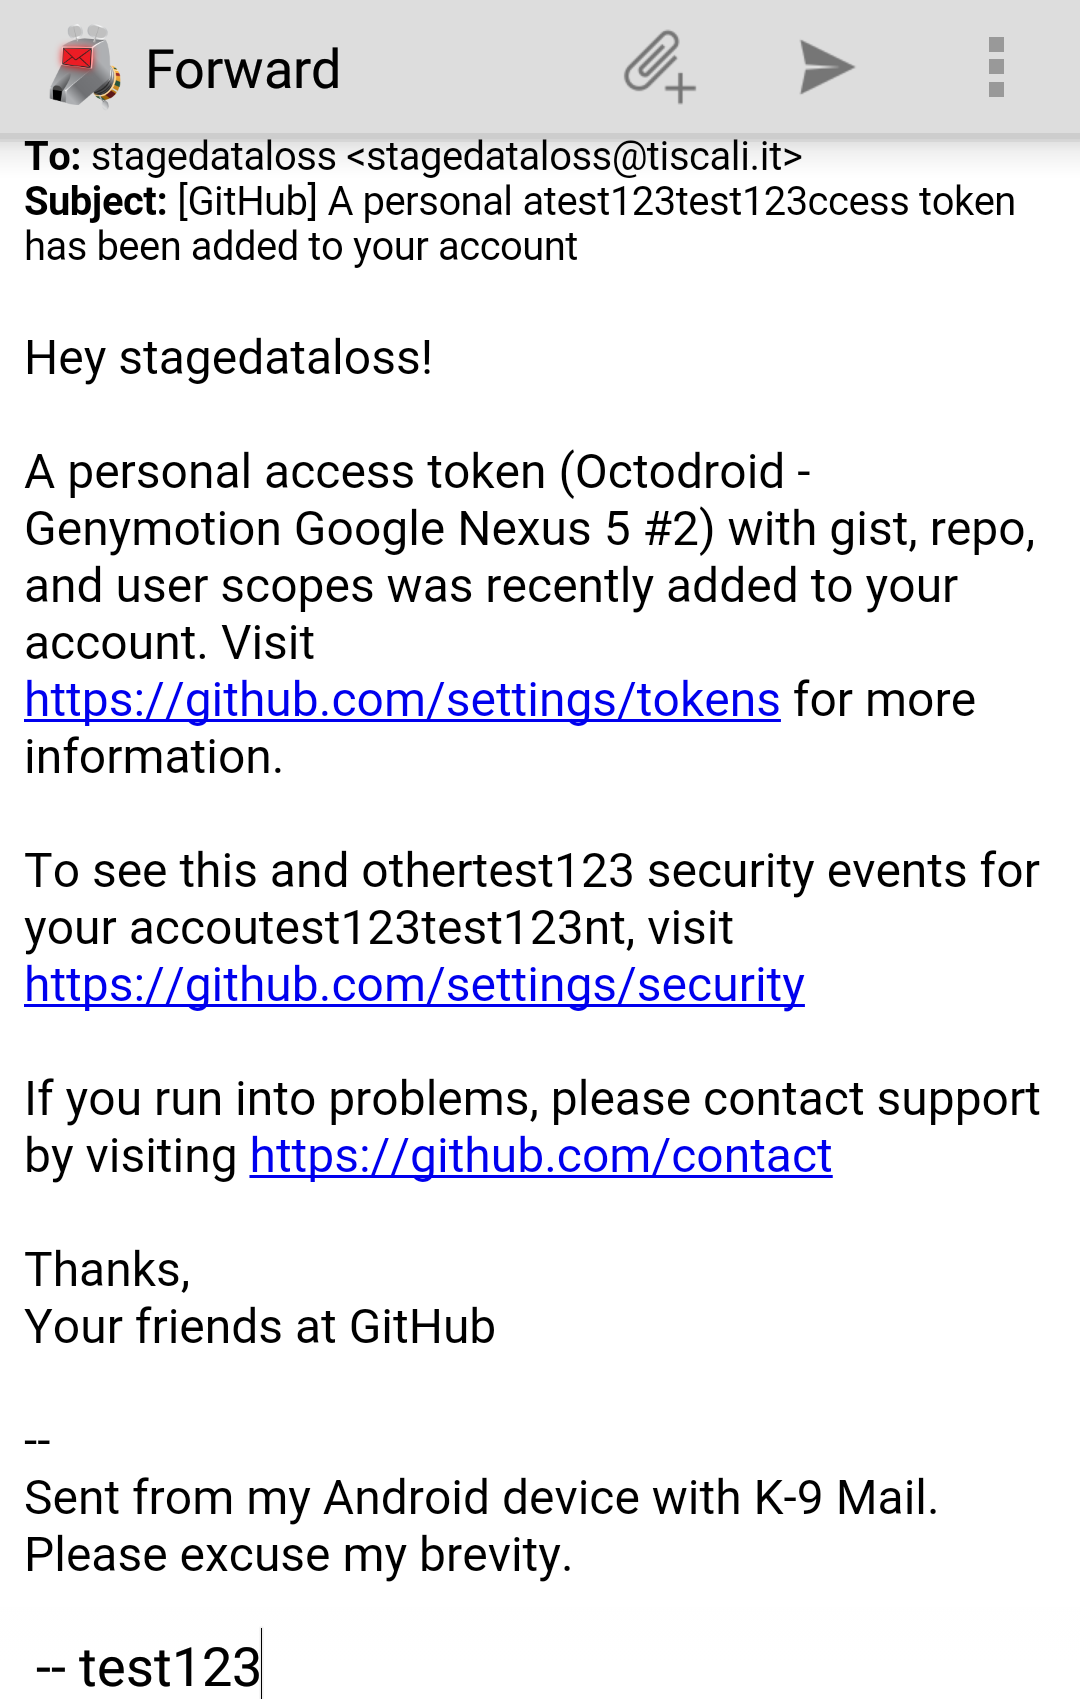 Forward
To: stagedataloss <stagedataloss@tiscali.it>
Subject: [GitHub] A personal atest123test123ccess token
has been added to your account
Hey stagedataloss!
A personal access token (Octodroid -
Genymotion Google Nexus 5 #2) with gist, repo,
and user scopes was recently added to your
account. Visit
https://github.com/settings/tokens for more
information.
To see this and othertest123 security events for
your accoutest123test123nt, visit
https://github.com/settings/security
If you run into problems, please contact support
by visiting https://github.com/contact
Thanks,
Your friends at GitHub
--
Sent from my Android device with K-9 Mail.
Please excuse my brevity.
-- test123